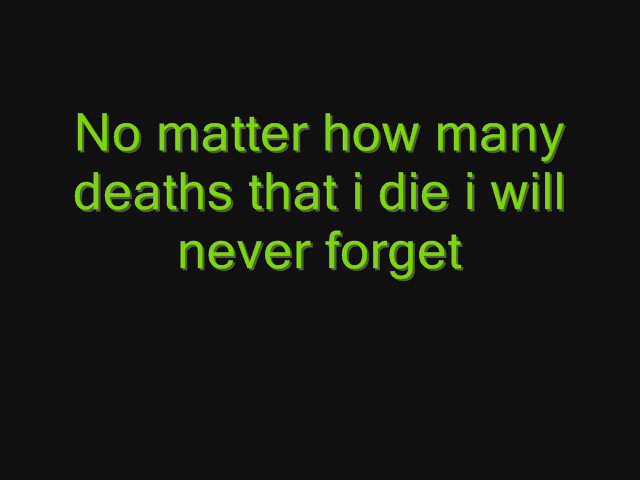 No matter how many
deaths that i die i will
never forget